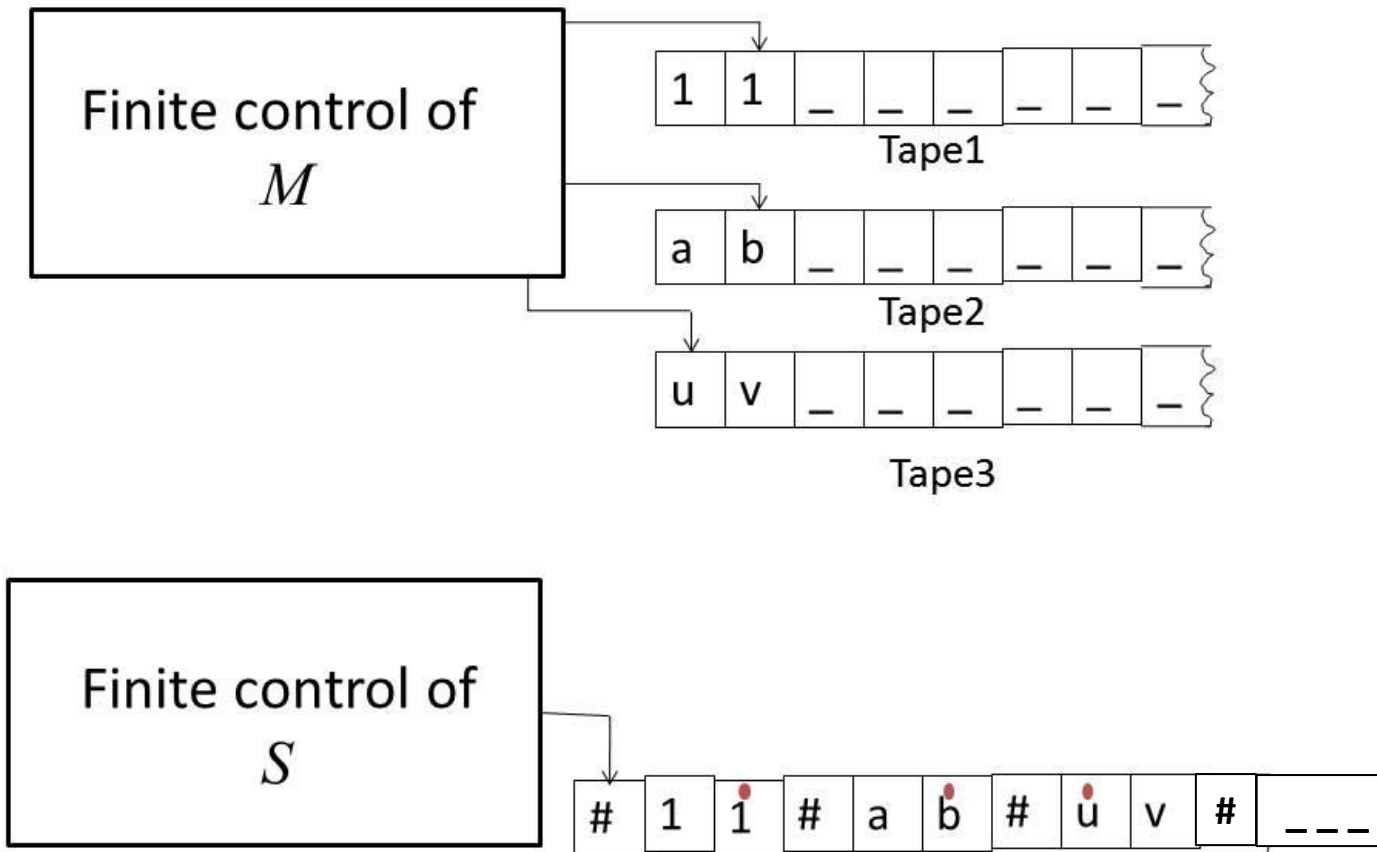 Finite control of
M
1 1 _ _ _ _ _ _
Tape1
a b _ _ _ _ _ _
Tape2
u v _ _ _ _ _ _
Tape3
Finite control of
S
# 1 1 # a b # u v # _ _ _